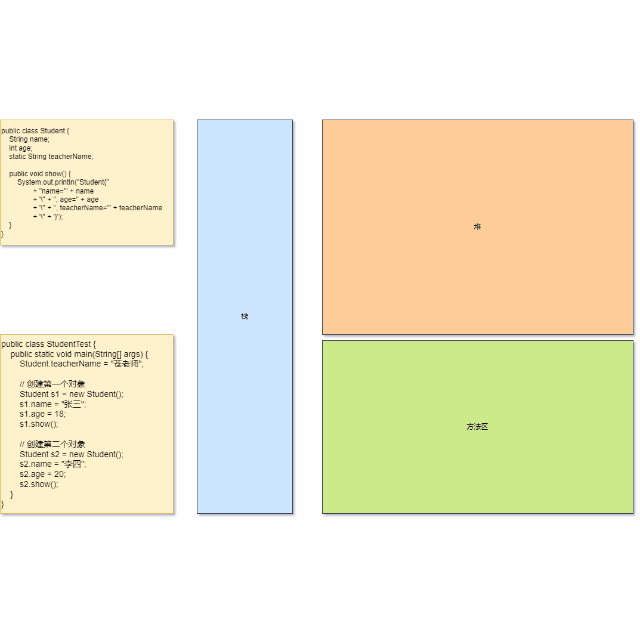 public class Student {
String name;
int age;
static String teacherName;
public void show() {
System.out.println("Student{"
+ "name='" + name
+ "\'" + ", age=" + age
+ "\'" + ", teacherName='" + teacherName
+ "\'" + '}');
}
}
public class StudentTest {
public static void main(String[] args) {
Student.teacherName = "苍老师";
// 创建第一个对象
Student s1 = new Student();
s1.name = "张三";
s1.age = 18;
s1.show();
// 创建第二个对象
Student s2 = new Student();
s2.name = "李四";
s2.age = 20;
s2.show();
}
}
栈
堆
方法区